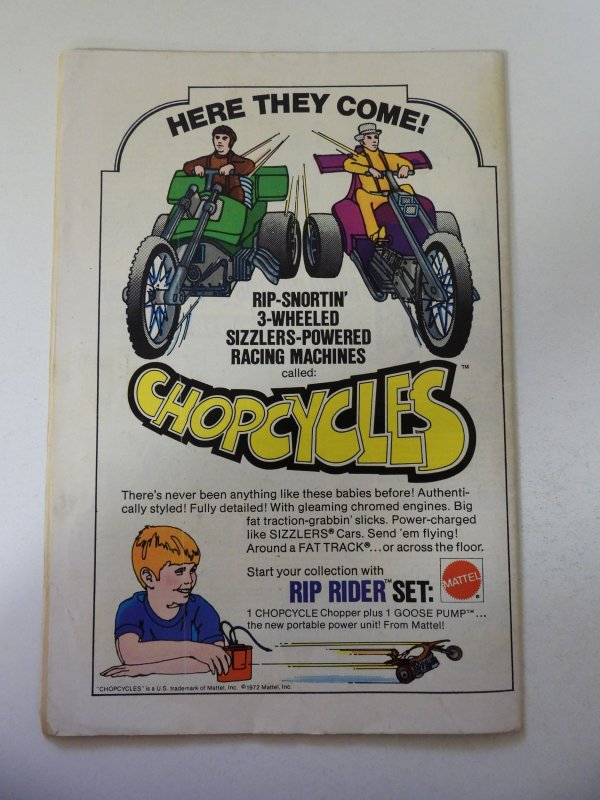 HERE THEY COME!
RIP-SNORTIN'
3-WHEELED
SIZZLERS-POWERED
RACING MACHINES
called:
CHOPCYCLES™
There's never been anything like these babies before! Authenti-
cally styled! Fully detailed! With gleaming chromed engines. Big
fat traction-grabbin' slicks. Power-charged
like SIZZLERS® Cars. Send 'em flying!
Around a FAT TRACK®...or across the floor.
Start your collection with
RIP RIDER™ SET:
MATTEL®
1 CHOPCYCLE Chopper plus 1 GOOSE PUMP™...
the new portable power unit! From Mattel!
"CHOPCYCLES" is a U.S. trademark of Mattel, Inc. ©1972 Mattel, Inc.